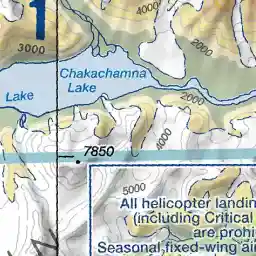 1
4000
3000
2000
Chakachamna
Lake
Lake
2000
7850
4000
5000
All helicopter landin
(including Critical
are prohi
Seasonal, fixed-wing air